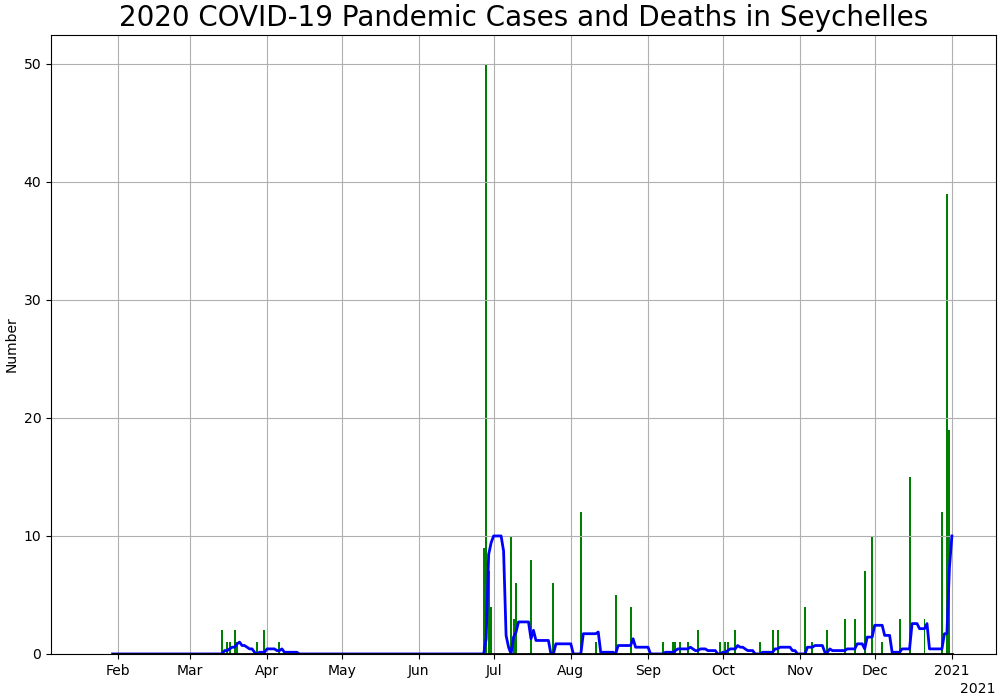 2020 COVID-19 Pandemic Cases and Deaths in Seychelles
50
40
30
20
10
0
Number
Feb Mar Apr May Jun Jul Aug Sep Oct Nov Dec 2021
2021